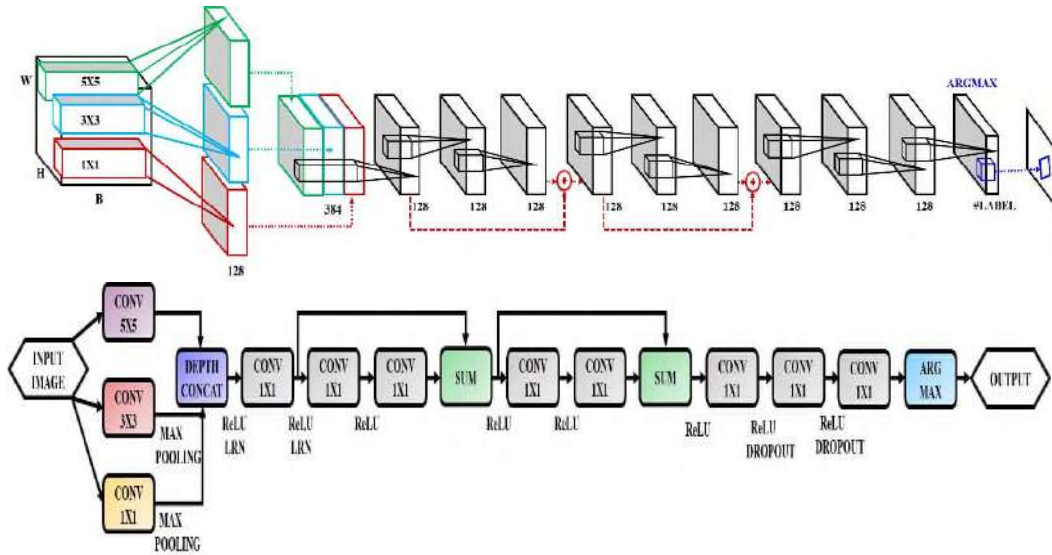 ARGMAX
W
5X5
3X3
1X1
H
B
384
128
128
128
128
128
128
128
128
128
128
#LABEL
CONV
5X5
INPUT
IMAGE
DEPTH
CONCAT
CONV
1X1
CONV
1X1
CONV
1X1
SUM
CONV
1X1
CONV
1X1
SUM
CONV
1X1
CONV
1X1
CONV
1X1
ARG
MAX
OUTPUT
CONV
3X3
MAX
POOLING
ReLU
LRN
ReLU
LRN
ReLU
ReLU
ReLU
ReLU
ReLU
DROPOUT
ReLU
DROPOUT
CONV
1X1
MAX
POOLING